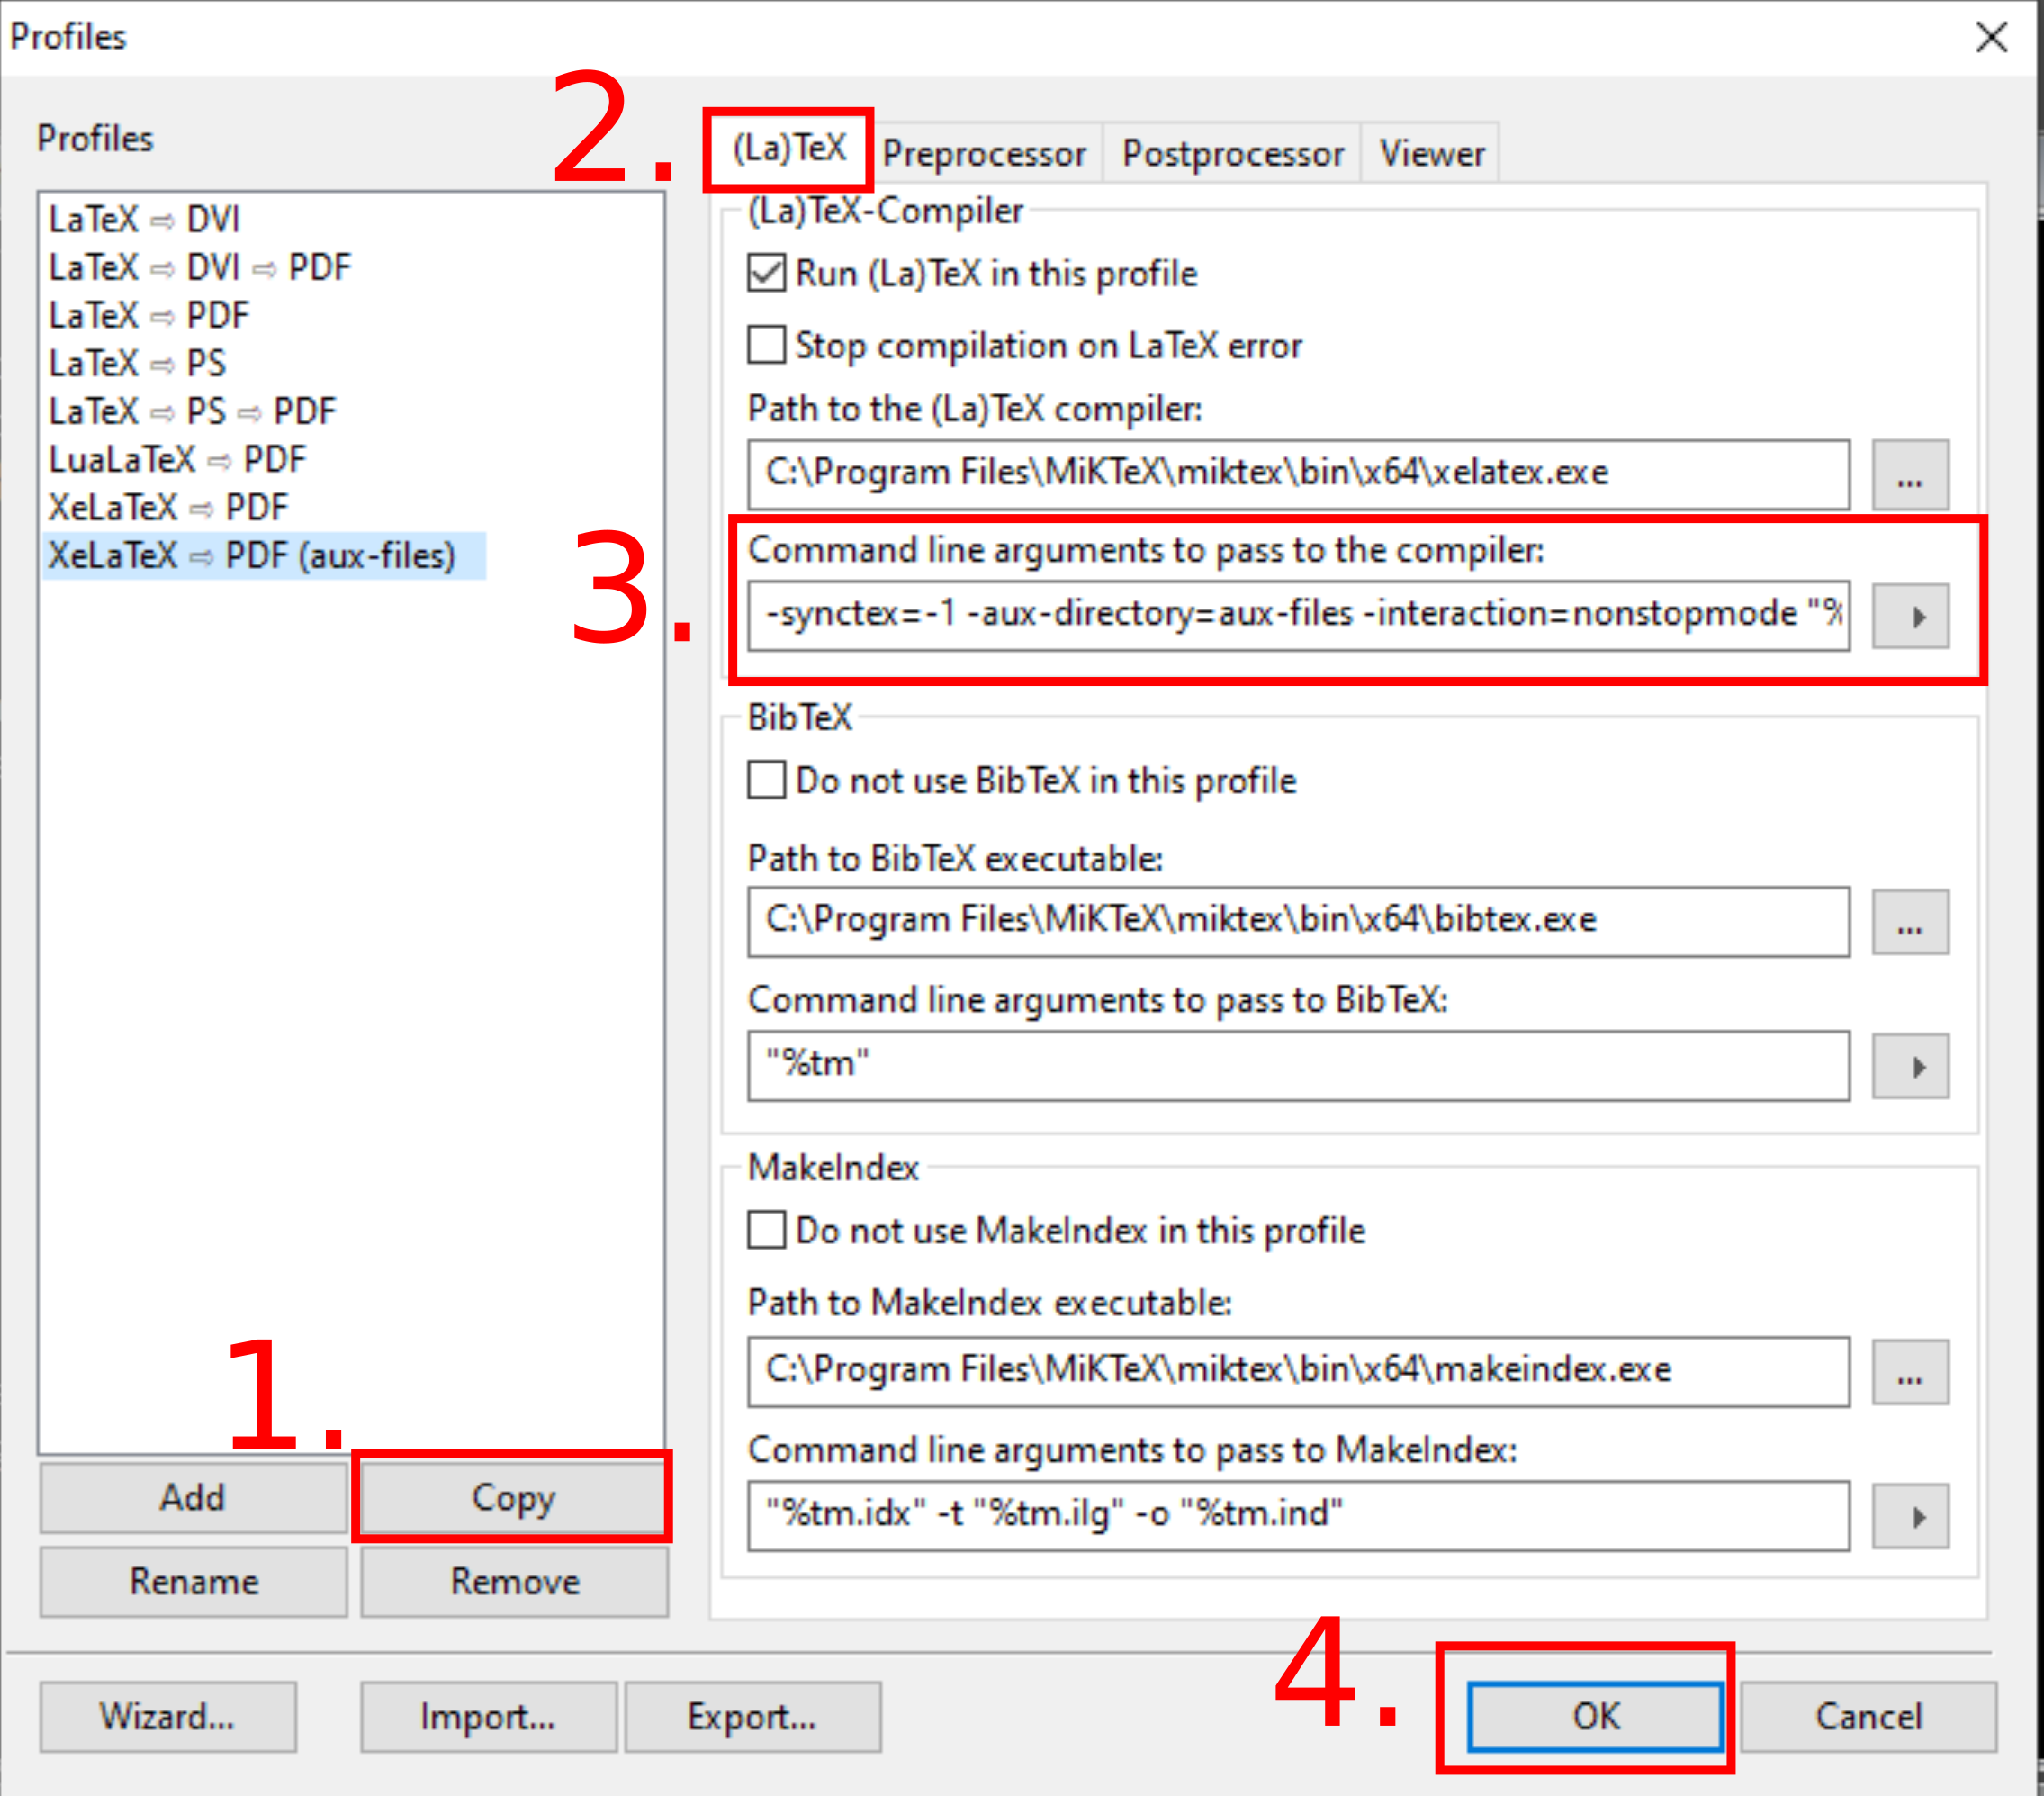 Profiles
Profiles
LaTeX ⇨ DVI
LaTeX ⇨ DVI ⇨ PDF
LaTeX ⇨ PDF
LaTeX ⇨ PS
LaTeX ⇨ PS ⇨ PDF
LuaLaTeX ⇨ PDF
XeLaTeX ⇨ PDF
XeLaTeX ⇨ PDF (aux-files)
1.
Add
Copy
Rename
Remove
2.
(La)TeX
Preprocessor
Postprocessor
Viewer
(La)TeX-Compiler
Run (La)TeX in this profile
Stop compilation on LaTeX error
Path to the (La)TeX compiler:
C:\Program Files\MiKTeX\miktex\bin\x64\xelatex.exe
...
3.
Command line arguments to pass to the compiler:
-synctex=-1 -aux-directory=aux-files -interaction=nonstopmode "%
BibTeX
Do not use BibTeX in this profile
Path to BibTeX executable:
C:\Program Files\MiKTeX\miktex\bin\x64\bibtex.exe
...
Command line arguments to pass to BibTeX:
"%tm"
MakeIndex
Do not use MakeIndex in this profile
Path to MakeIndex executable:
C:\Program Files\MiKTeX\miktex\bin\x64\makeindex.exe
...
Command line arguments to pass to MakeIndex:
"%tm.idx" -t "%tm.ilg" -o "%tm.ind"
Wizard...
Import...
Export...
4.
OK
Cancel